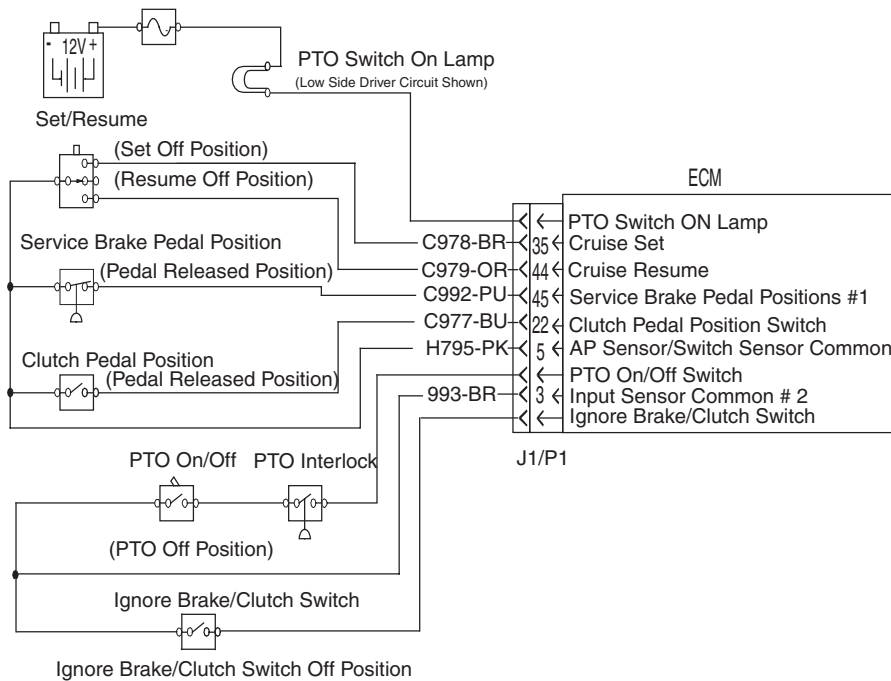 - 12V +
PTO Switch On Lamp
(Low Side Driver Circuit Shown)
Set/Resume
(Set Off Position)
(Resume Off Position)
ECM
PTO Switch ON Lamp
C978-BR 35 Cruise Set
Service Brake Pedal Position
(Pedal Released Position)
C979-OR 44 Cruise Resume
C992-PU 45 Service Brake Pedal Positions #1
C977-BU 22 Clutch Pedal Position Switch
H795-PK 5 AP Sensor/Switch Sensor Common
Clutch Pedal Position
(Pedal Released Position)
PTO On/Off Switch
993-BR 3 Input Sensor Common # 2
Ignore Brake/Clutch Switch
J1/P1
PTO On/Off PTO Interlock
(PTO Off Position)
Ignore Brake/Clutch Switch
Ignore Brake/Clutch Switch Off Position